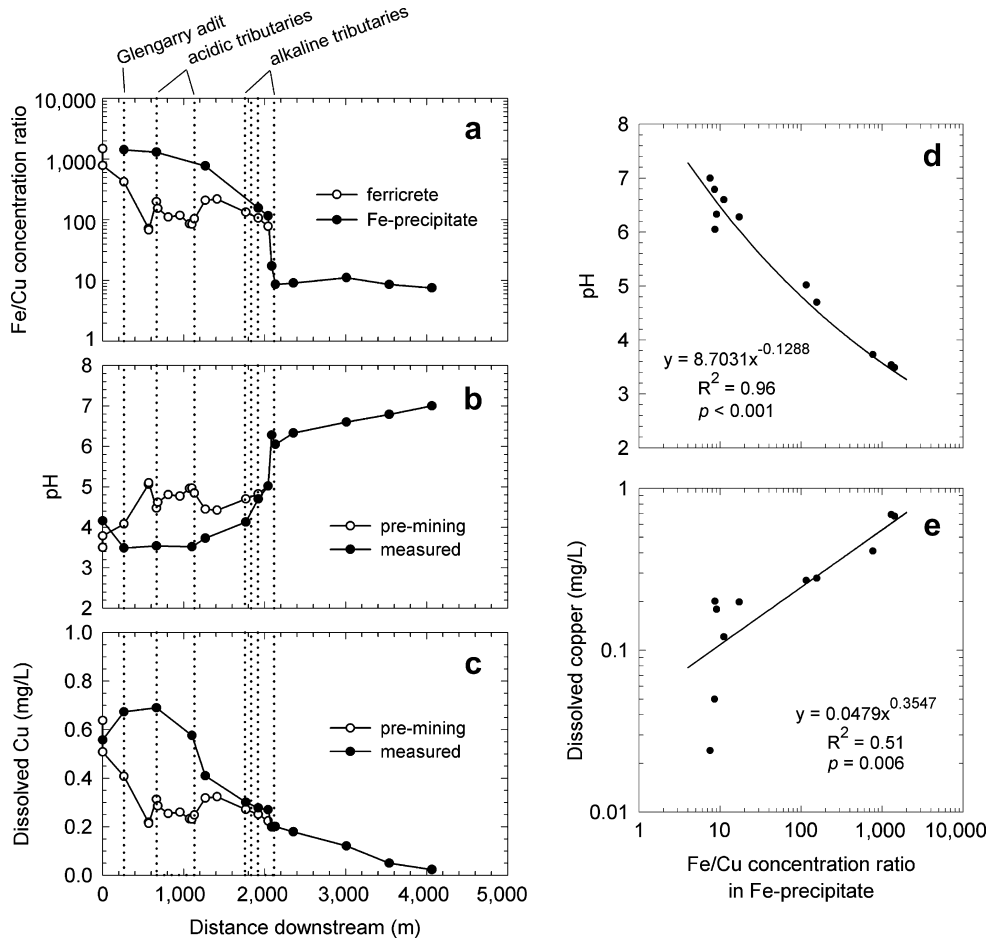 Glengarry adit
acidic tributaries
alkaline tributaries
a
10,000
1,000
100
10
1
Fe/Cu concentration ratio
ferricrete
Fe-precipitate
b
8
7
6
5
4
3
2
pH
pre-mining
measured
c
1.0
0.8
0.6
0.4
0.2
0.0
Dissolved Cu (mg/L)
pre-mining
measured
0
1,000
2,000
3,000
4,000
5,000
Distance downstream (m)
d
8
7
6
5
4
3
2
pH
y = 8.7031x^-0.1288
R^2 = 0.96
p < 0.001
e
1
0.1
0.01
Dissolved copper (mg/L)
y = 0.0479x^0.3547
R^2 = 0.51
p = 0.006
1
10
100
1,000
10,000
Fe/Cu concentration ratio
in Fe-precipitate